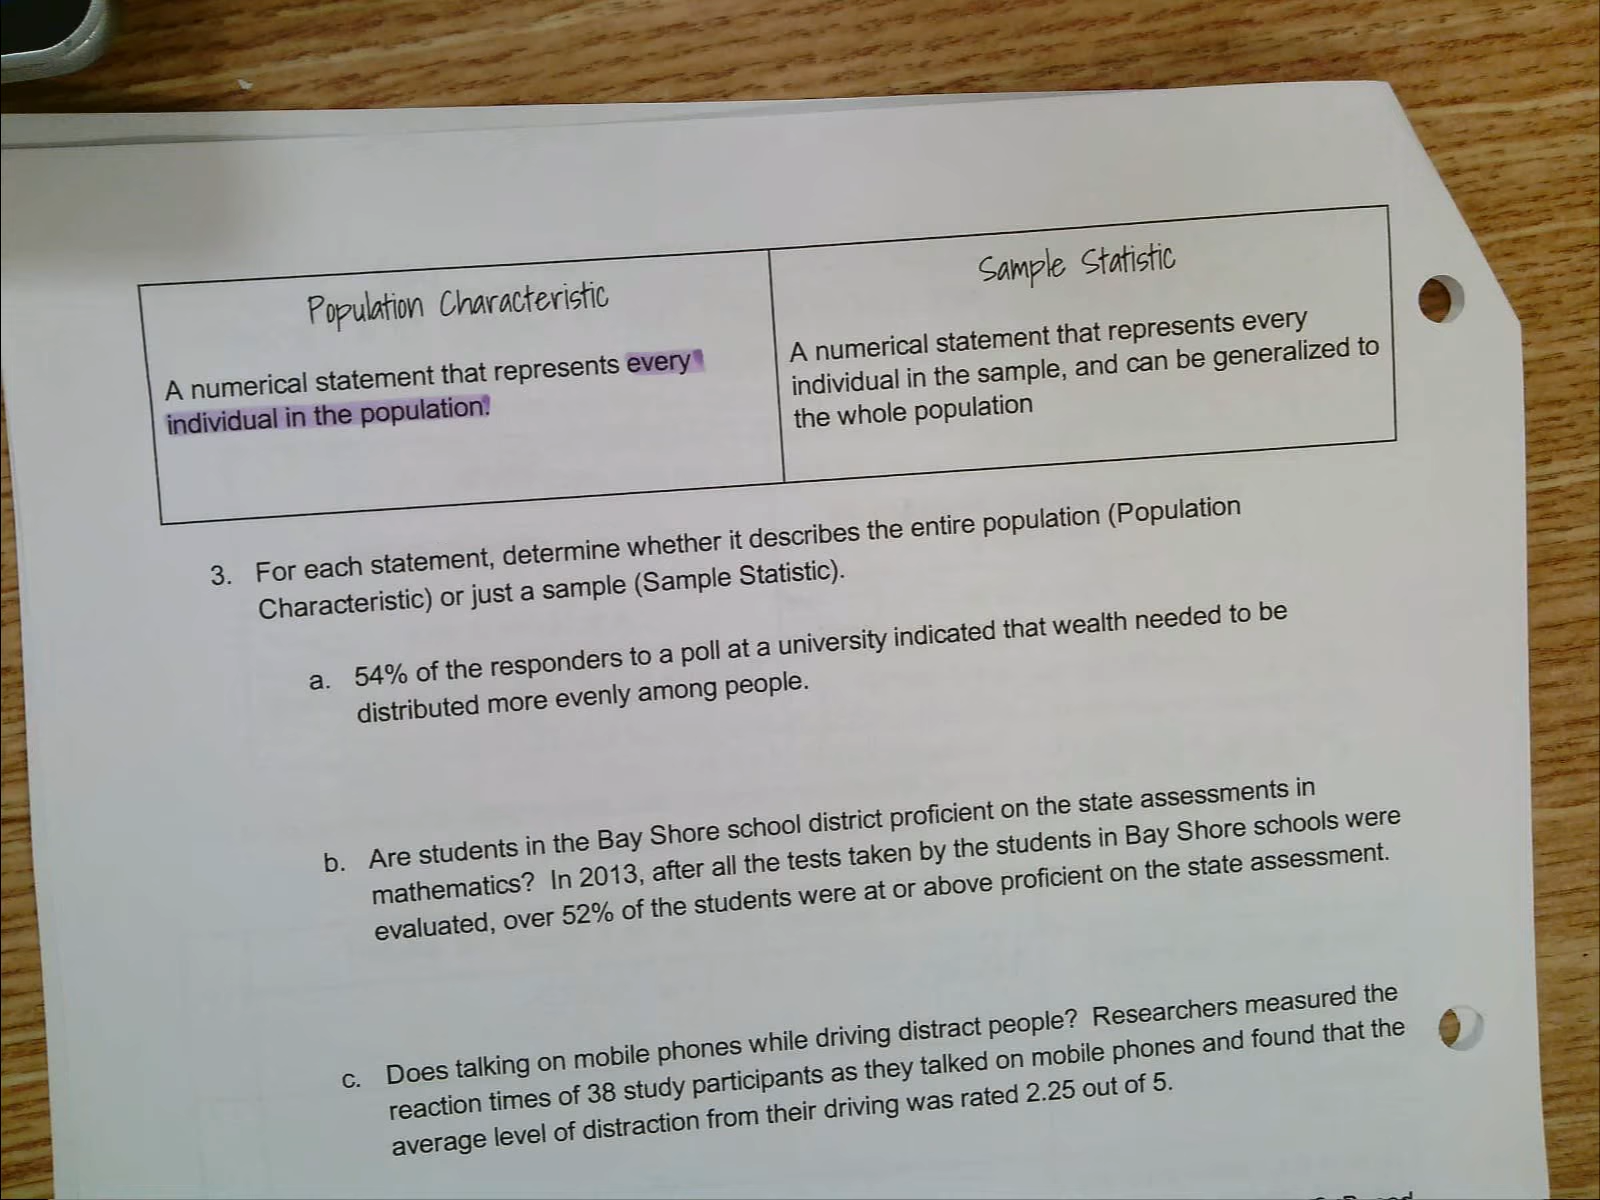 Population Characteristic
A numerical statement that represents every
individual in the population.
Sample Statistic
A numerical statement that represents every
individual in the sample, and can be generalized to
the whole population
3. For each statement, determine whether it describes the entire population (Population
Characteristic) or just a sample (Sample Statistic).
a. 54% of the responders to a poll at a university indicated that wealth needed to be
distributed more evenly among people.
b. Are students in the Bay Shore school district proficient on the state assessments in
mathematics? In 2013, after all the tests taken by the students in Bay Shore schools were
evaluated, over 52% of the students were at or above proficient on the state assessment.
c. Does talking on mobile phones while driving distract people? Researchers measured the
reaction times of 38 study participants as they talked on mobile phones and found that the
average level of distraction from their driving was rated 2.25 out of 5.